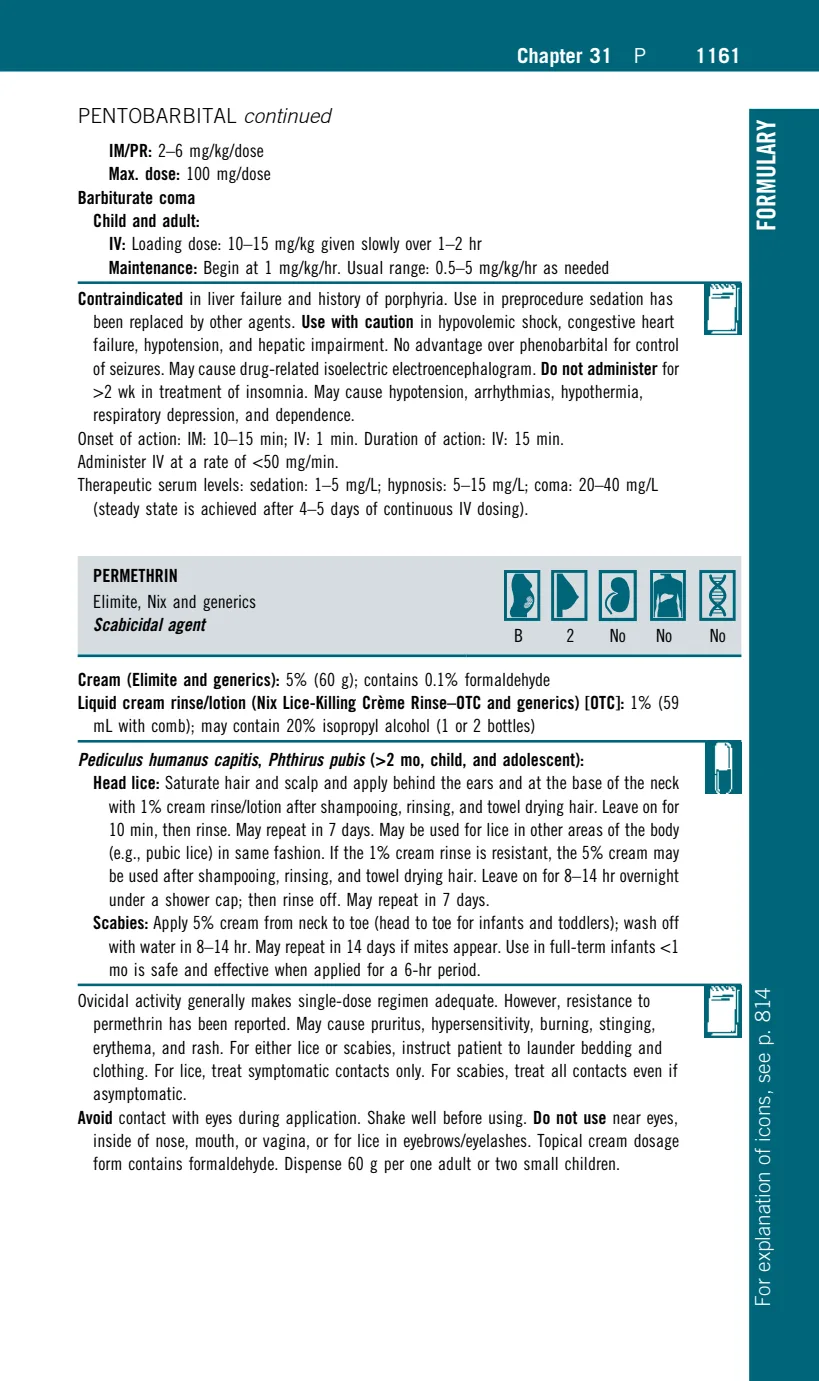 Chapter 31 P 1161
PENTOBARBITAL continued
IM/PR: 2–6 mg/kg/dose
Max. dose: 100 mg/dose
Barbiturate coma
Child and adult:
IV: Loading dose: 10–15 mg/kg given slowly over 1–2 hr
Maintenance: Begin at 1 mg/kg/hr. Usual range: 0.5–5 mg/kg/hr as needed
Contraindicated in liver failure and history of porphyria. Use in preprocedure sedation has
been replaced by other agents. Use with caution in hypovolemic shock, congestive heart
failure, hypotension, and hepatic impairment. No advantage over phenobarbital for control
of seizures. May cause drug-related isoelectric electroencephalogram. Do not administer for
>2 wk in treatment of insomnia. May cause hypotension, arrhythmias, hypothermia,
respiratory depression, and dependence.
Onset of action: IM: 10–15 min; IV: 1 min. Duration of action: IV: 15 min.
Administer IV at a rate of <50 mg/min.
Therapeutic serum levels: sedation: 1–5 mg/L; hypnosis: 5–15 mg/L; coma: 20–40 mg/L
(steady state is achieved after 4–5 days of continuous IV dosing).
PERMETHRIN
Elimite, Nix and generics
Scabicidal agent
B 2 No No No
Cream (Elimite and generics): 5% (60 g); contains 0.1% formaldehyde
Liquid cream rinse/lotion (Nix Lice-Killing Crème Rinse–OTC and generics) [OTC]: 1% (59
mL with comb); may contain 20% isopropyl alcohol (1 or 2 bottles)
Pediculus humanus capitis, Phthirus pubis (>2 mo, child, and adolescent):
Head lice: Saturate hair and scalp and apply behind the ears and at the base of the neck
with 1% cream rinse/lotion after shampooing, rinsing, and towel drying hair. Leave on for
10 min, then rinse. May repeat in 7 days. May be used for lice in other areas of the body
(e.g., pubic lice) in same fashion. If the 1% cream rinse is resistant, the 5% cream may
be used after shampooing, rinsing, and towel drying hair. Leave on for 8–14 hr overnight
under a shower cap; then rinse off. May repeat in 7 days.
Scabies: Apply 5% cream from neck to toe (head to toe for infants and toddlers); wash off
with water in 8–14 hr. May repeat in 14 days if mites appear. Use in full-term infants <1
mo is safe and effective when applied for a 6-hr period.
Ovicidal activity generally makes single-dose regimen adequate. However, resistance to
permethrin has been reported. May cause pruritus, hypersensitivity, burning, stinging,
erythema, and rash. For either lice or scabies, instruct patient to launder bedding and
clothing. For lice, treat symptomatic contacts only. For scabies, treat all contacts even if
asymptomatic.
Avoid contact with eyes during application. Shake well before using. Do not use near eyes,
inside of nose, mouth, or vagina, or for lice in eyebrows/eyelashes. Topical cream dosage
form contains formaldehyde. Dispense 60 g per one adult or two small children.
FORMULARY
For explanation of icons, see p. 814